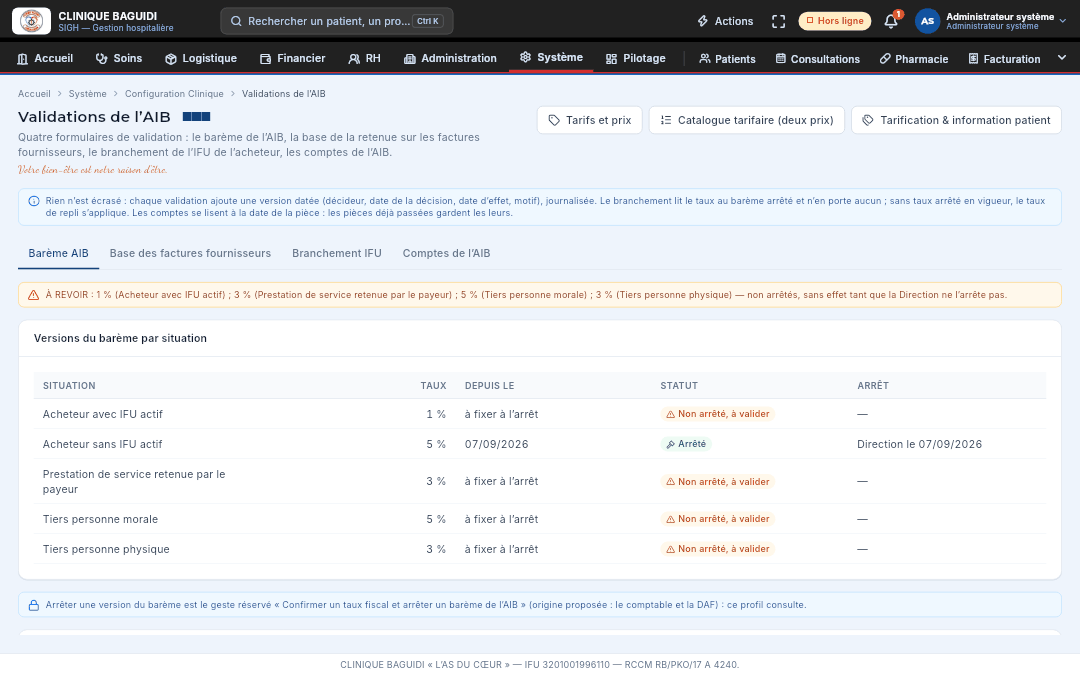 CLINIQUE BAGUIDI
SIGH — Gestion hospitalière
Rechercher un patient, un pro... Ctrl K
Actions
Hors ligne
1
AS
Administrateur système
Administrateur système
Accueil Soins Logistique Financier RH Administration Système Pilotage Patients Consultations Pharmacie Facturation
Accueil > Système > Configuration Clinique > Validations de l'AIB
Validations de l'AIB
Quatre formulaires de validation : le barème de l'AIB, la base de la retenue sur les factures
fournisseurs, le branchement de l'IFU de l'acheteur, les comptes de l'AIB.
Votre bien-être est notre raison d'être.
Tarifs et prix
Catalogue tarifaire (deux prix)
Tarification & information patient
Rien n'est écrasé : chaque validation ajoute une version datée (décideur, date de la décision, date d'effet, motif), journalisée. Le branchement lit le taux au barème arrêté et n'en porte aucun ; sans taux arrêté en vigueur, le taux
de repli s'applique. Les comptes se lisent à la date de la pièce : les pièces déjà passées gardent les leurs.
Barème AIB Base des factures fournisseurs Branchement IFU Comptes de l'AIB
À REVOIR : 1 % (Acheteur avec IFU actif) ; 3 % (Prestation de service retenue par le payeur) ; 5 % (Tiers personne morale) ; 3 % (Tiers personne physique) — non arrêtés, sans effet tant que la Direction ne l'arrête pas.
Versions du barème par situation
SITUATION TAUX DEPUIS LE STATUT ARRÊT
Acheteur avec IFU actif 1 % à fixer à l'arrêt Non arrêté, à valider —
Acheteur sans IFU actif 5 % 07/09/2026 Arrêté Direction le 07/09/2026
Prestation de service retenue par le
payeur 3 % à fixer à l'arrêt Non arrêté, à valider —
Tiers personne morale 5 % à fixer à l'arrêt Non arrêté, à valider —
Tiers personne physique 3 % à fixer à l'arrêt Non arrêté, à valider —
Arrêter une version du barème est le geste réservé « Confirmer un taux fiscal et arrêter un barème de l'AIB » (origine proposée : le comptable et la DAF) : ce profil consulte.
CLINIQUE BAGUIDI « L'AS DU CŒUR » — IFU 3201001996110 — RCCM RB/PKO/17 A 4240.